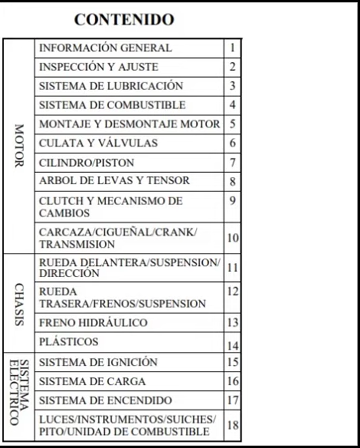 CONTENIDO
MOTOR
INFORMACIÓN GENERAL 1
INSPECCIÓN Y AJUSTE 2
SISTEMA DE LUBRICACIÓN 3
SISTEMA DE COMBUSTIBLE 4
MONTAJE Y DESMONTAJE MOTOR 5
CULATA Y VÁLVULAS 6
CILINDRO/PISTON 7
ARBOL DE LEVAS Y TENSOR 8
CLUTCH Y MECANISMO DE 9
CAMBIOS
CARCAZA/CIGUEÑAL/CRANK/
TRANSMISION 10
CHASIS
RUEDA DELANTERA/SUSPENSION/
DIRECCIÓN 11
RUEDA 12
TRASERA/FRENOS/SUSPENSION
FRENO HIDRÁULICO 13
PLÁSTICOS 14
SISTEMA
ELÉCTRICO
SISTEMA DE IGNICIÓN 15
SISTEMA DE CARGA 16
SISTEMA DE ENCENDIDO 17
LUCES/INSTRUMENTOS/SUICHES/
PITO/UNIDAD DE COMBUSTIBLE 18